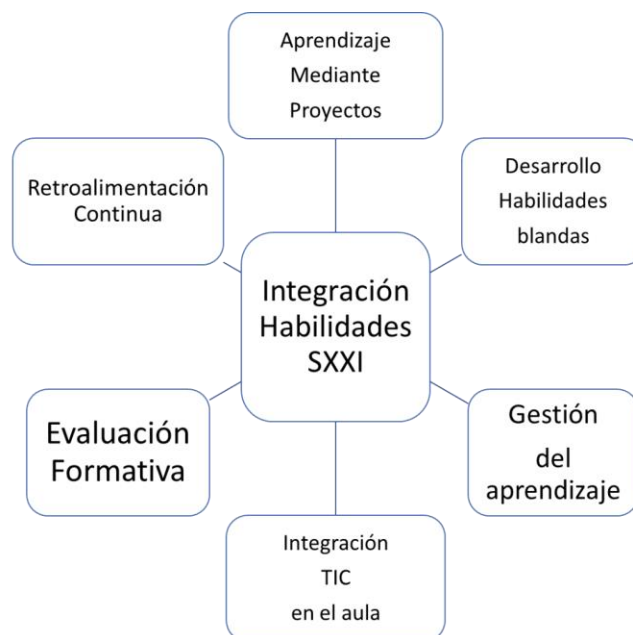 Aprendizaje
Mediante
Proyectos
Retroalimentación
Continua
Desarrollo
Habilidades
blandas
Integración
Habilidades
SXXI
Evaluación
Formativa
Gestión
del
aprendizaje
Integración
TIC
en el aula